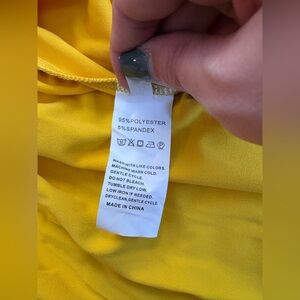 95%POLYESTER
5%SPANDEX
WASH WITH LIKE COLORS.
MACHINE WARM COLD.
GENTLE CYCLE.
DO NOT BLEACH.
TUMBLE DRY LOW.
LOW-IRON IF NEEDED
DRYCLEAN,GENTLE CYCLE.
MADE IN CHINA